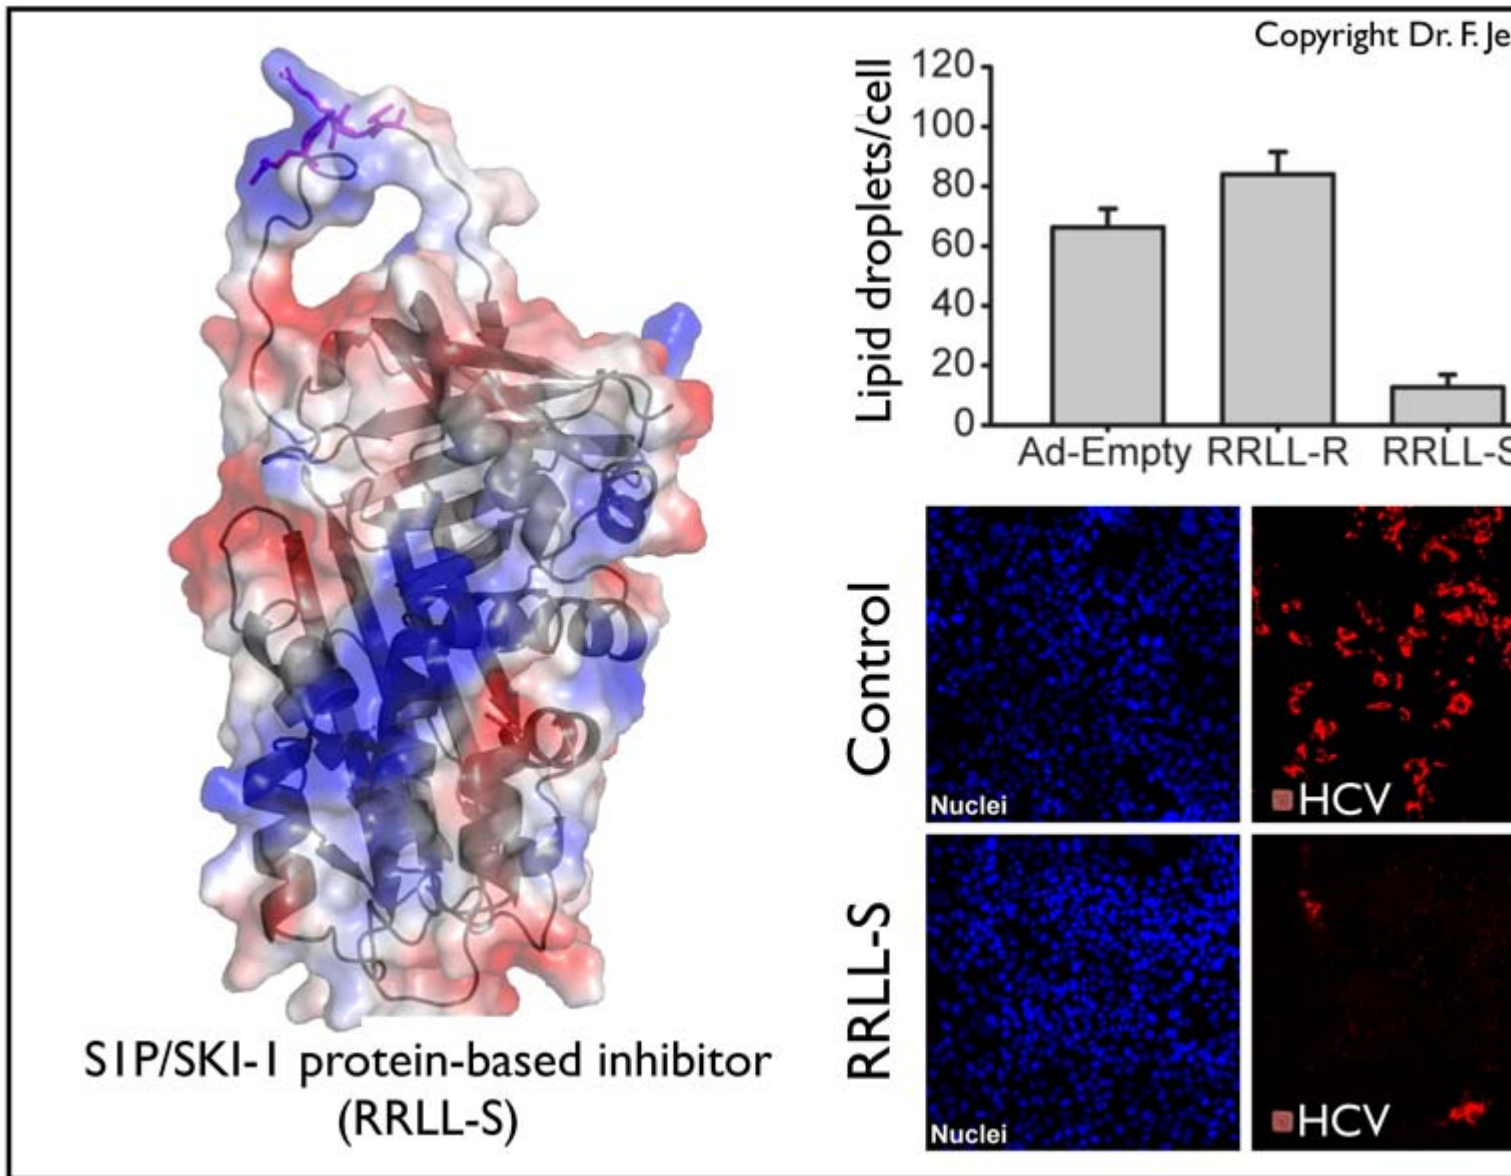 Copyright Dr. F. Je
Lipid droplets/cell
120
100
80
60
40
20
0
Ad-Empty RRLL-R RRLL-S
Control
Nuclei
HCV
RRLL-S
Nuclei
HCV
S1P/SKI-1 protein-based inhibitor
(RRLL-S)